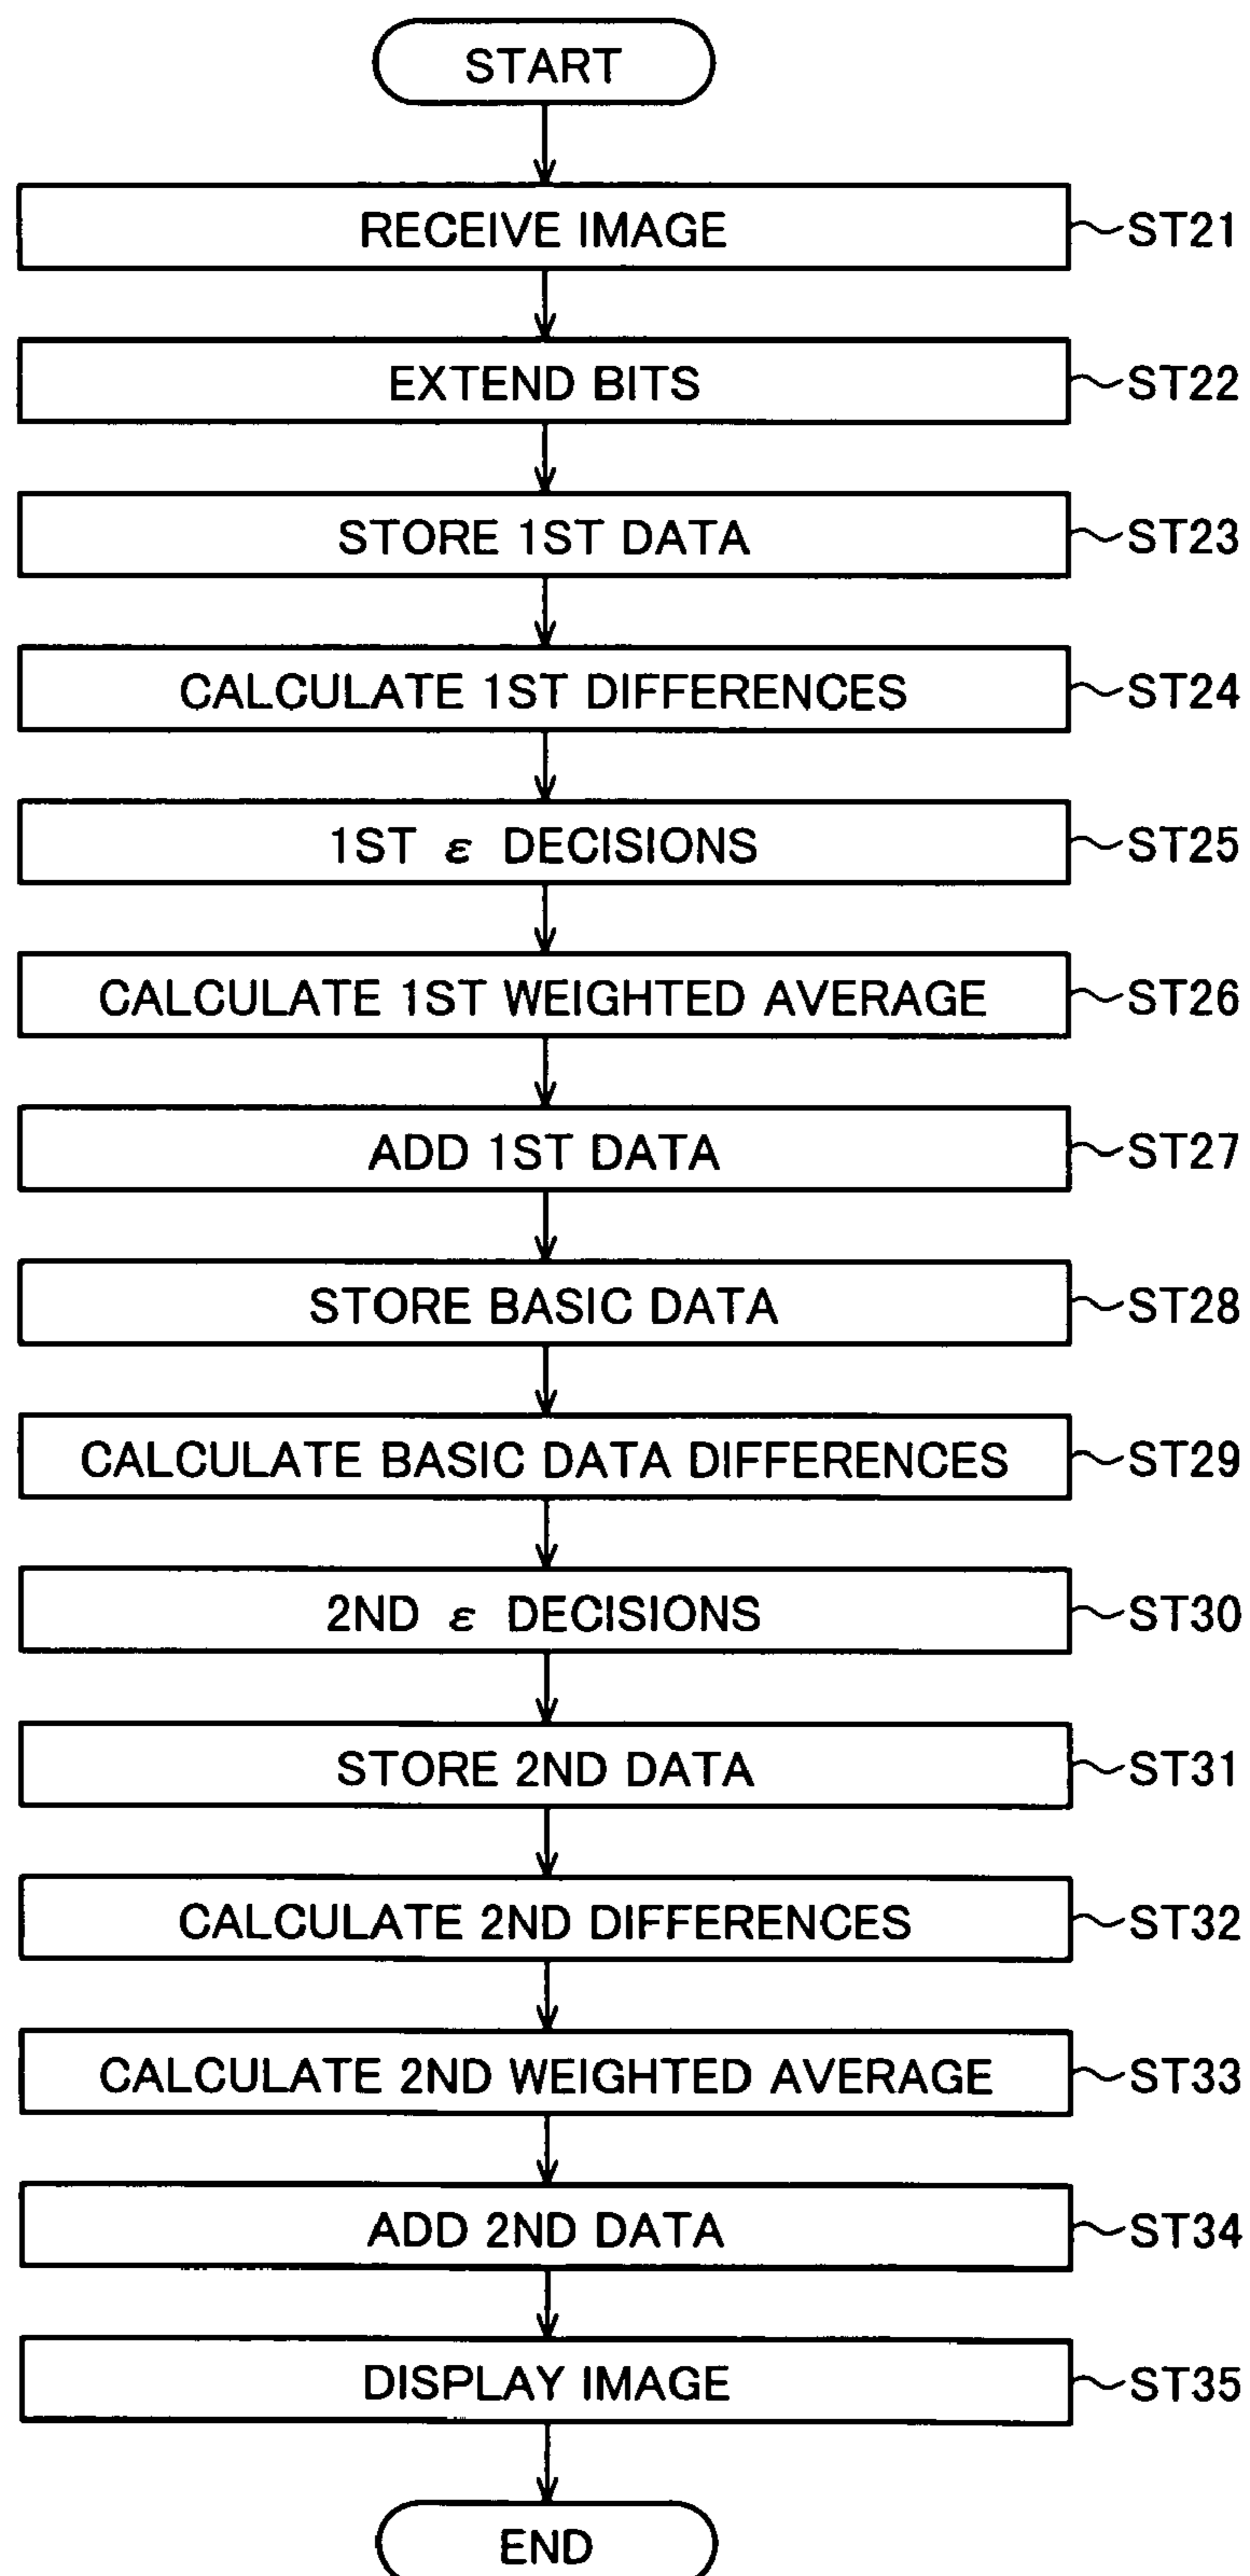 START
RECEIVE IMAGE ST21
EXTEND BITS ST22
STORE 1ST DATA ST23
CALCULATE 1ST DIFFERENCES ST24
1ST ε DECISIONS ST25
CALCULATE 1ST WEIGHTED AVERAGE ST26
ADD 1ST DATA ST27
STORE BASIC DATA ST28
CALCULATE BASIC DATA DIFFERENCES ST29
2ND ε DECISIONS ST30
STORE 2ND DATA ST31
CALCULATE 2ND DIFFERENCES ST32
CALCULATE 2ND WEIGHTED AVERAGE ST33
ADD 2ND DATA ST34
DISPLAY IMAGE ST35
END